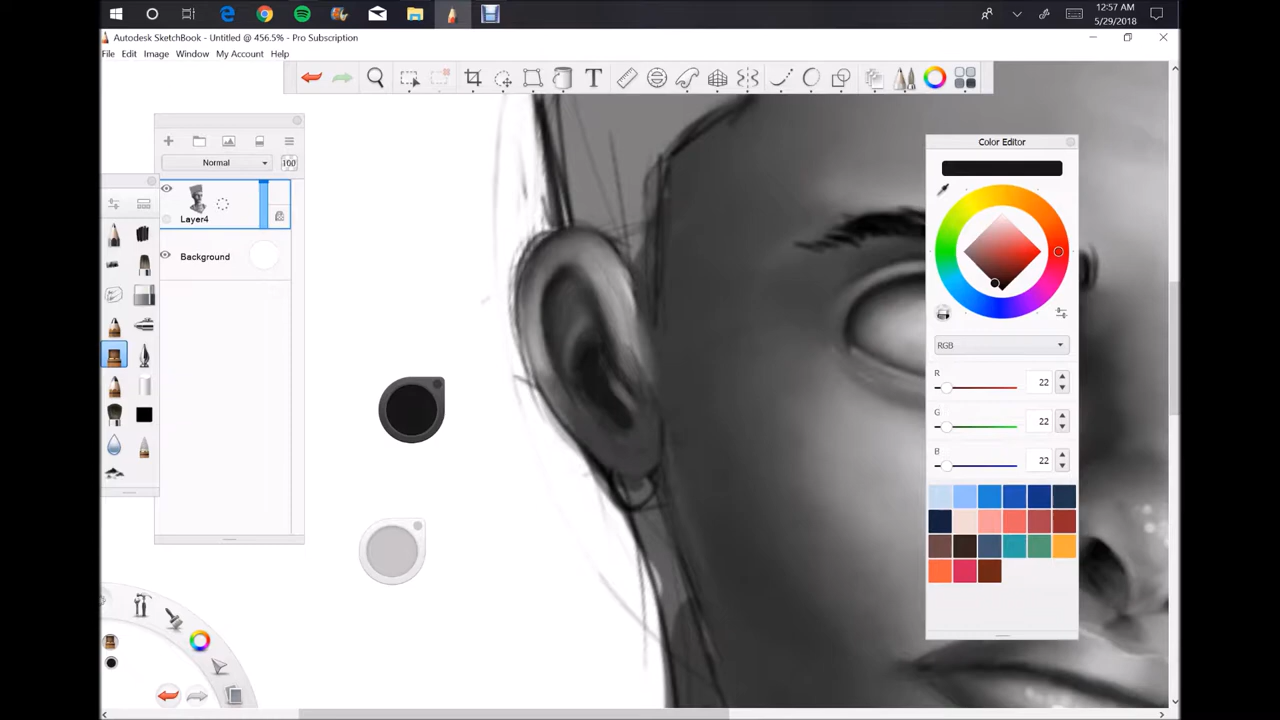 12:57 AM
5/29/2018
Autodesk SketchBook - Untitled @ 456.5% - Pro Subscription
File Edit Image Window My Account Help
T
Normal 100
Layer4
Background
Color Editor
RGB
R 22
G 22
B 22